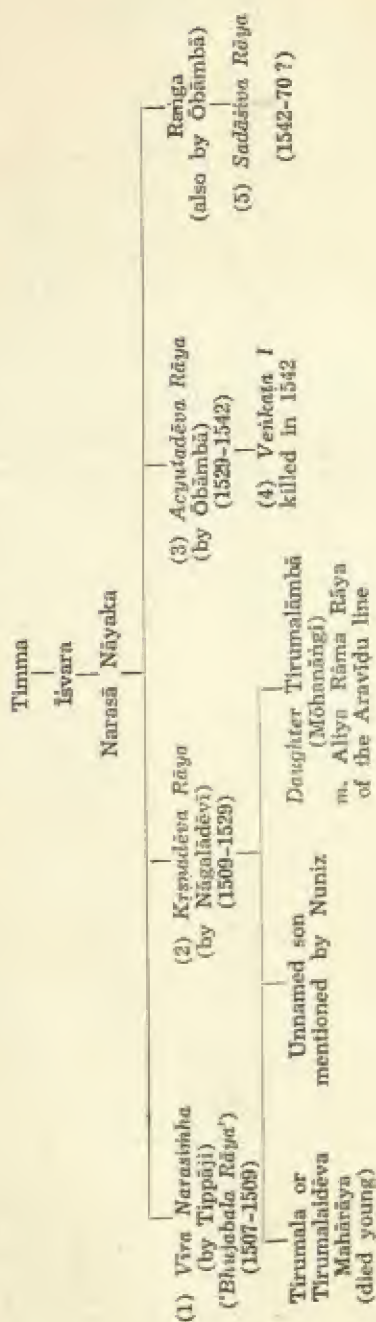 Timma
Īśvara
Narasā Nāyaka
(1) Vīra Narasiṁha
(by Tippāji)
('Bhujabala Rāya')
(1507-1509)
(2) Kṛṣṇadēva Rāya
(by Nāgalādēvi)
(1509-1529)
(3) Acyutadēva Rāya
(by Ōbāmbā)
(1529-1542)
(4) Veṅkaṭa I
killed in 1542
Raṅga
(also by Ōbāmbā)
(5) Sadāśiva Rāya
(1542-70 ?)
Tirumala or
Tirumalaidēva
Mahārāya
(died young)
Unnamed son
mentioned by Nuniz
Daughter Tirumalāmbā
(Mōhanāṅgi)
m. Aliya Rāma Rāya
of the Aravīḍu line